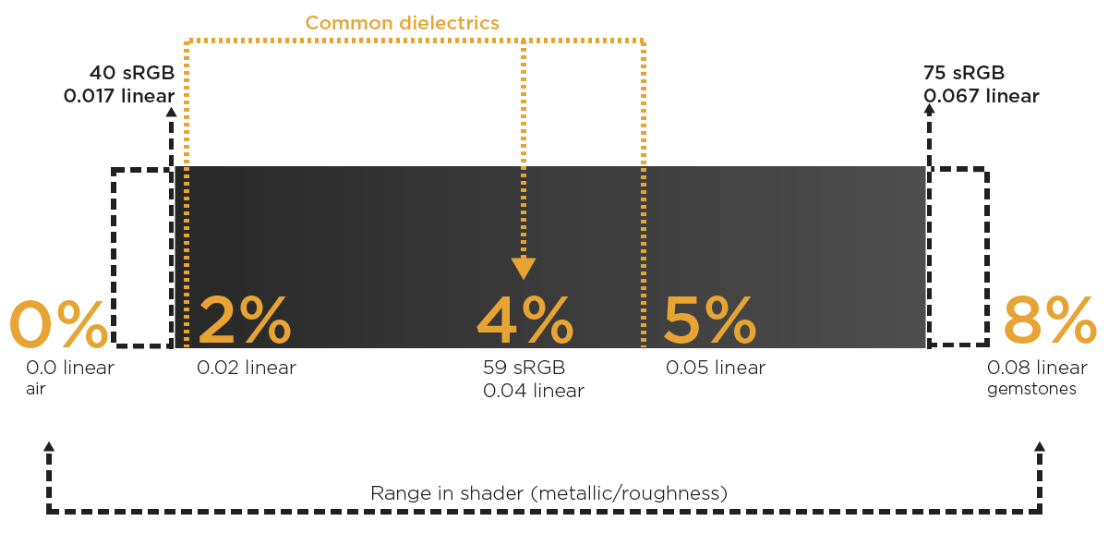 Common dielectrics
40 sRGB
0.017 linear
75 sRGB
0.067 linear
0%
2%
4%
5%
8%
0.0 linear
air
0.02 linear
59 sRGB
0.04 linear
0.05 linear
0.08 linear
gemstones
Range in shader (metallic/roughness)